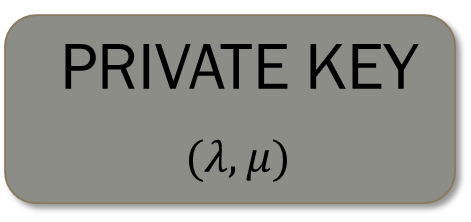 PRIVATE KEY
(λ, μ)